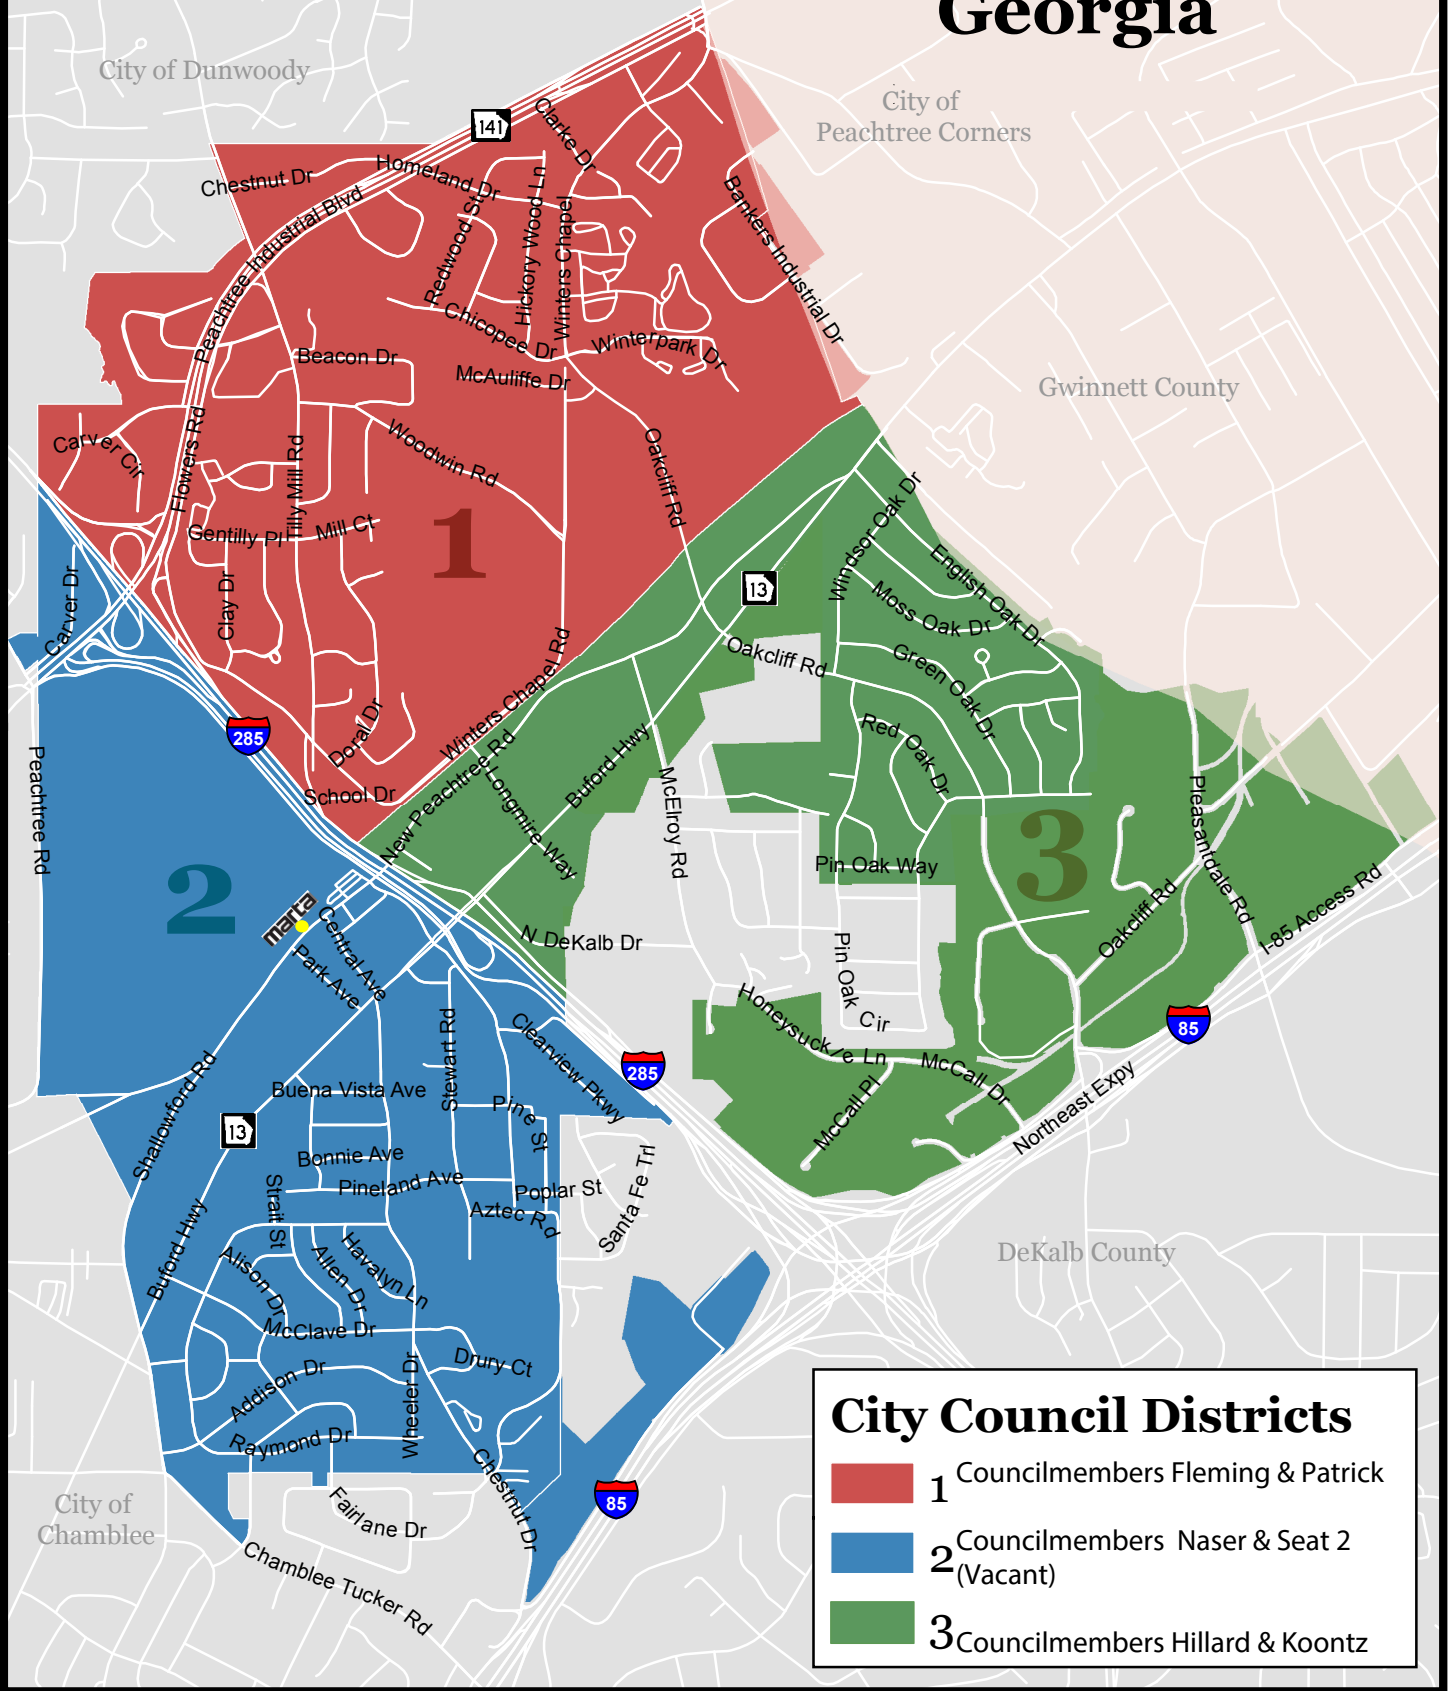 Georgia
City of Dunwoody
City of
Peachtree Corners
141
Clarke Dr
Chestnut Dr
Homeland Dr
Peachtree Industrial Blvd
Redwood St
Hickory Wood Ln
Winters Chapel
Bankers Industrial Dr
Chicopee Dr
Winterpark Dr
Beacon Dr
McAuliffe Dr
Gwinnett County
Carver Cir
Flowers Rd
Tilly Mill Rd
Woodwin Rd
Oakcliff Rd
Gentilly Pl
Mill Ct
1
Windsor Oak Dr
English Oak Dr
Carver Dr
Clay Dr
13
Moss Oak Dr
Oakcliff Rd
Green Oak Dr
Winters Chapel Rd
Doral Dr
285
Red Oak Dr
New Peachtree Rd
Buford Hwy
Longmire Way
School Dr
McElroy Rd
Peachtree Rd
Pleasantdale Rd
3
Pin Oak Way
2
marta
Central Ave
Park Ave
N DeKalb Dr
Oakcliff Rd
I-85 Access Rd
Pin Oak Cir
Honeysuckle Ln
85
McCall Dr
McCall Pl
Northeast Expy
Stewart Rd
Clearview Pkwy
285
Shallowford Rd
Buena Vista Ave
Pine St
13
Bonnie Ave
Pineland Ave
Poplar St
Santa Fe Trl
Strait St
Aztec Rd
Buford Hwy
Alison Dr
Allen Dr
Havalyn Ln
DeKalb County
McClave Dr
Drury Ct
Addison Dr
Wheeler Dr
Raymond Dr
Chestnut Dr
85
City of
Chamblee
Fairlane Dr
Chamblee Tucker Rd
City Council Districts
1 Councilmembers Fleming & Patrick
2 Councilmembers Naser & Seat 2
(Vacant)
3 Councilmembers Hillard & Koontz